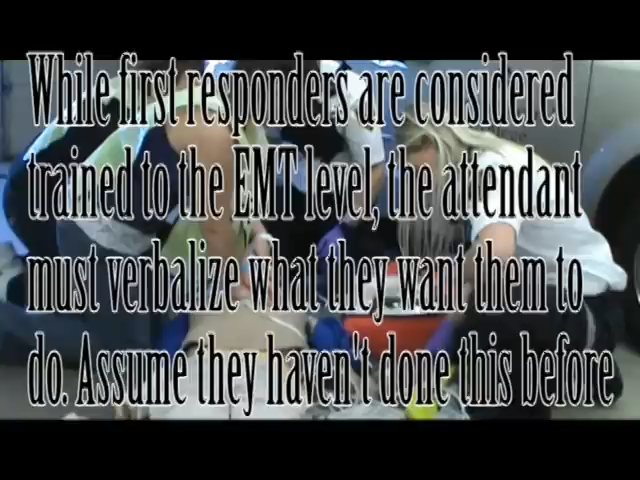 While first responders are considered
trained to the EMT level, the attendant
must verbalize what they want them to
do. Assume they haven't done this before